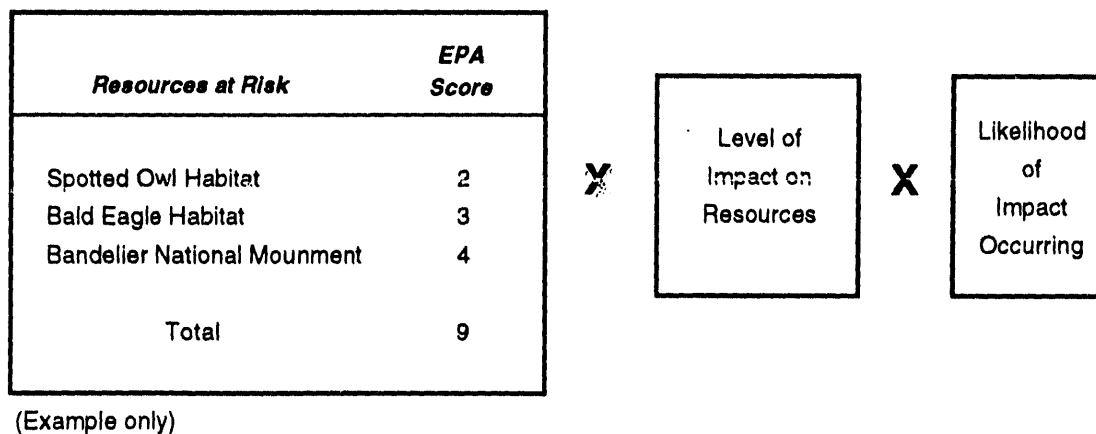 Resources at Risk
EPA
Score
Spotted Owl Habitat 2
Bald Eagle Habitat 3
Bandelier National Mounment 4
Total 9
X
Level of
Impact on
Resources
X
Likelihood
of
Impact
Occurring
(Example only)